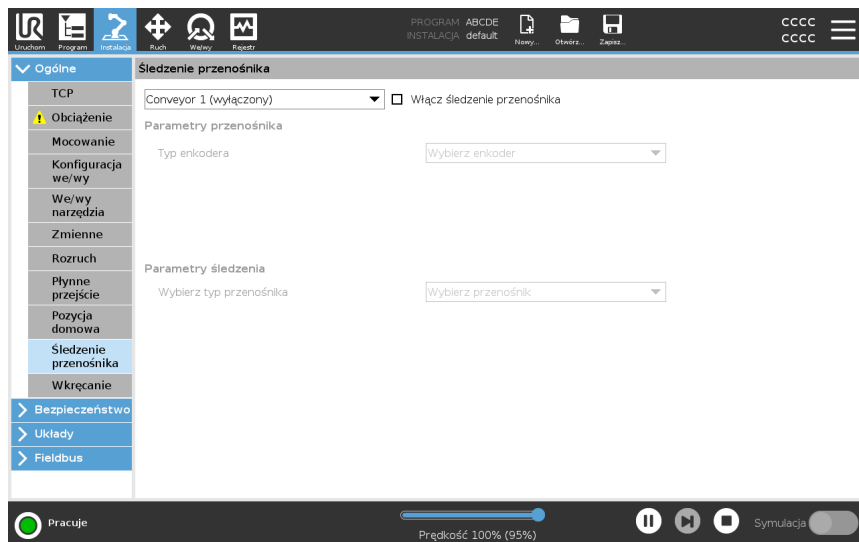 UR
PROGRAM ABCDE
INSTALACJA default
CCCC
CCCC
Uruchom Program Instalacja Ruch We/wy Rejestr Nowy... Otwórz... Zapisz...
Ogólne
Śledzenie przenośnika
TCP
Obciążenie
Mocowanie
Konfiguracja
we/wy
We/wy
narzędzia
Zmienne
Rozruch
Płynne
przejście
Pozycja
domowa
Śledzenie
przenośnika
Wkręcanie
Bezpieczeństwo
Układy
Fieldbus
Conveyor 1 (wyłączony)
Włącz śledzenie przenośnika
Parametry przenośnika
Typ enkodera
Wybierz enkoder
Parametry śledzenia
Wybierz typ przenośnika
Wybierz przenośnik
Pracuje
Prędkość 100% (95%)
Symulacja